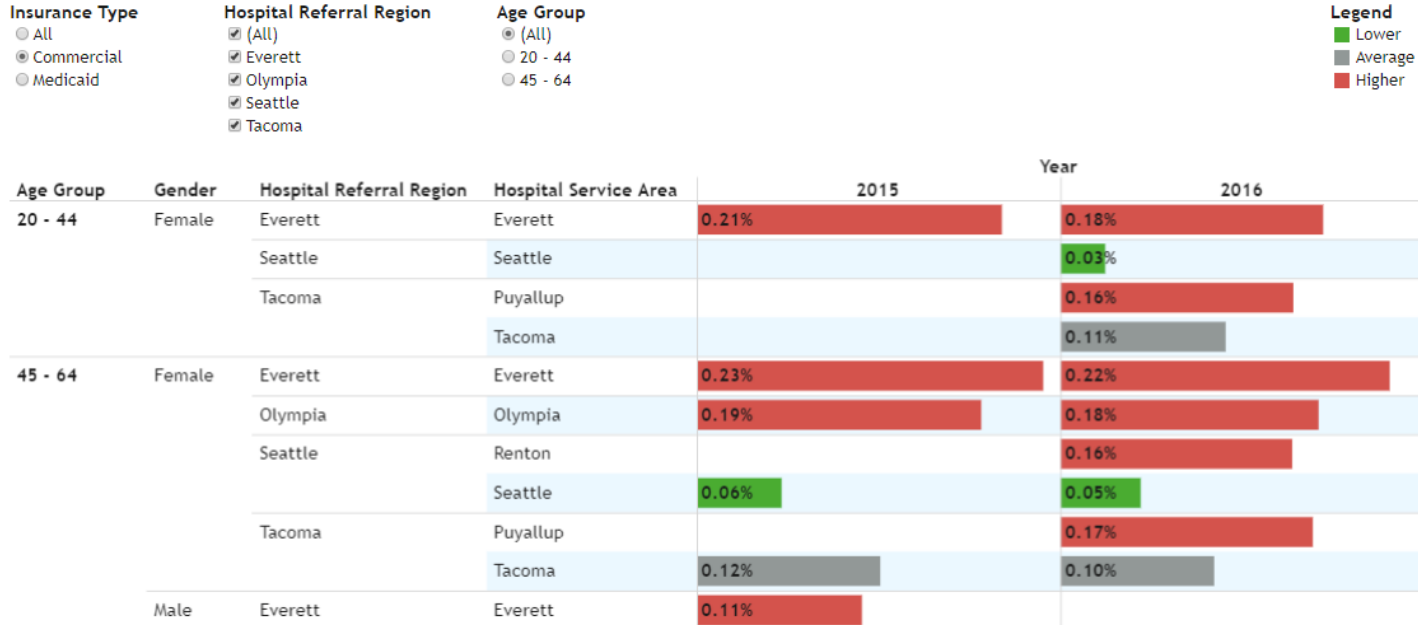 Insurance Type Hospital Referral Region Age Group Legend
All (All) (All) Lower
Commercial Everett 20 - 44 Average
Medicaid Olympia 45 - 64 Higher
Seattle
Tacoma
Year
Age Group Gender Hospital Referral Region Hospital Service Area 2015 2016
20 - 44 Female Everett Everett 0.21% 0.18%
Seattle Seattle 0.03%
Tacoma Puyallup 0.16%
Tacoma 0.11%
45 - 64 Female Everett Everett 0.23% 0.22%
Olympia Olympia 0.19% 0.18%
Seattle Renton 0.16%
Seattle 0.06% 0.05%
Tacoma Puyallup 0.17%
Tacoma 0.12% 0.10%
Male Everett Everett 0.11%